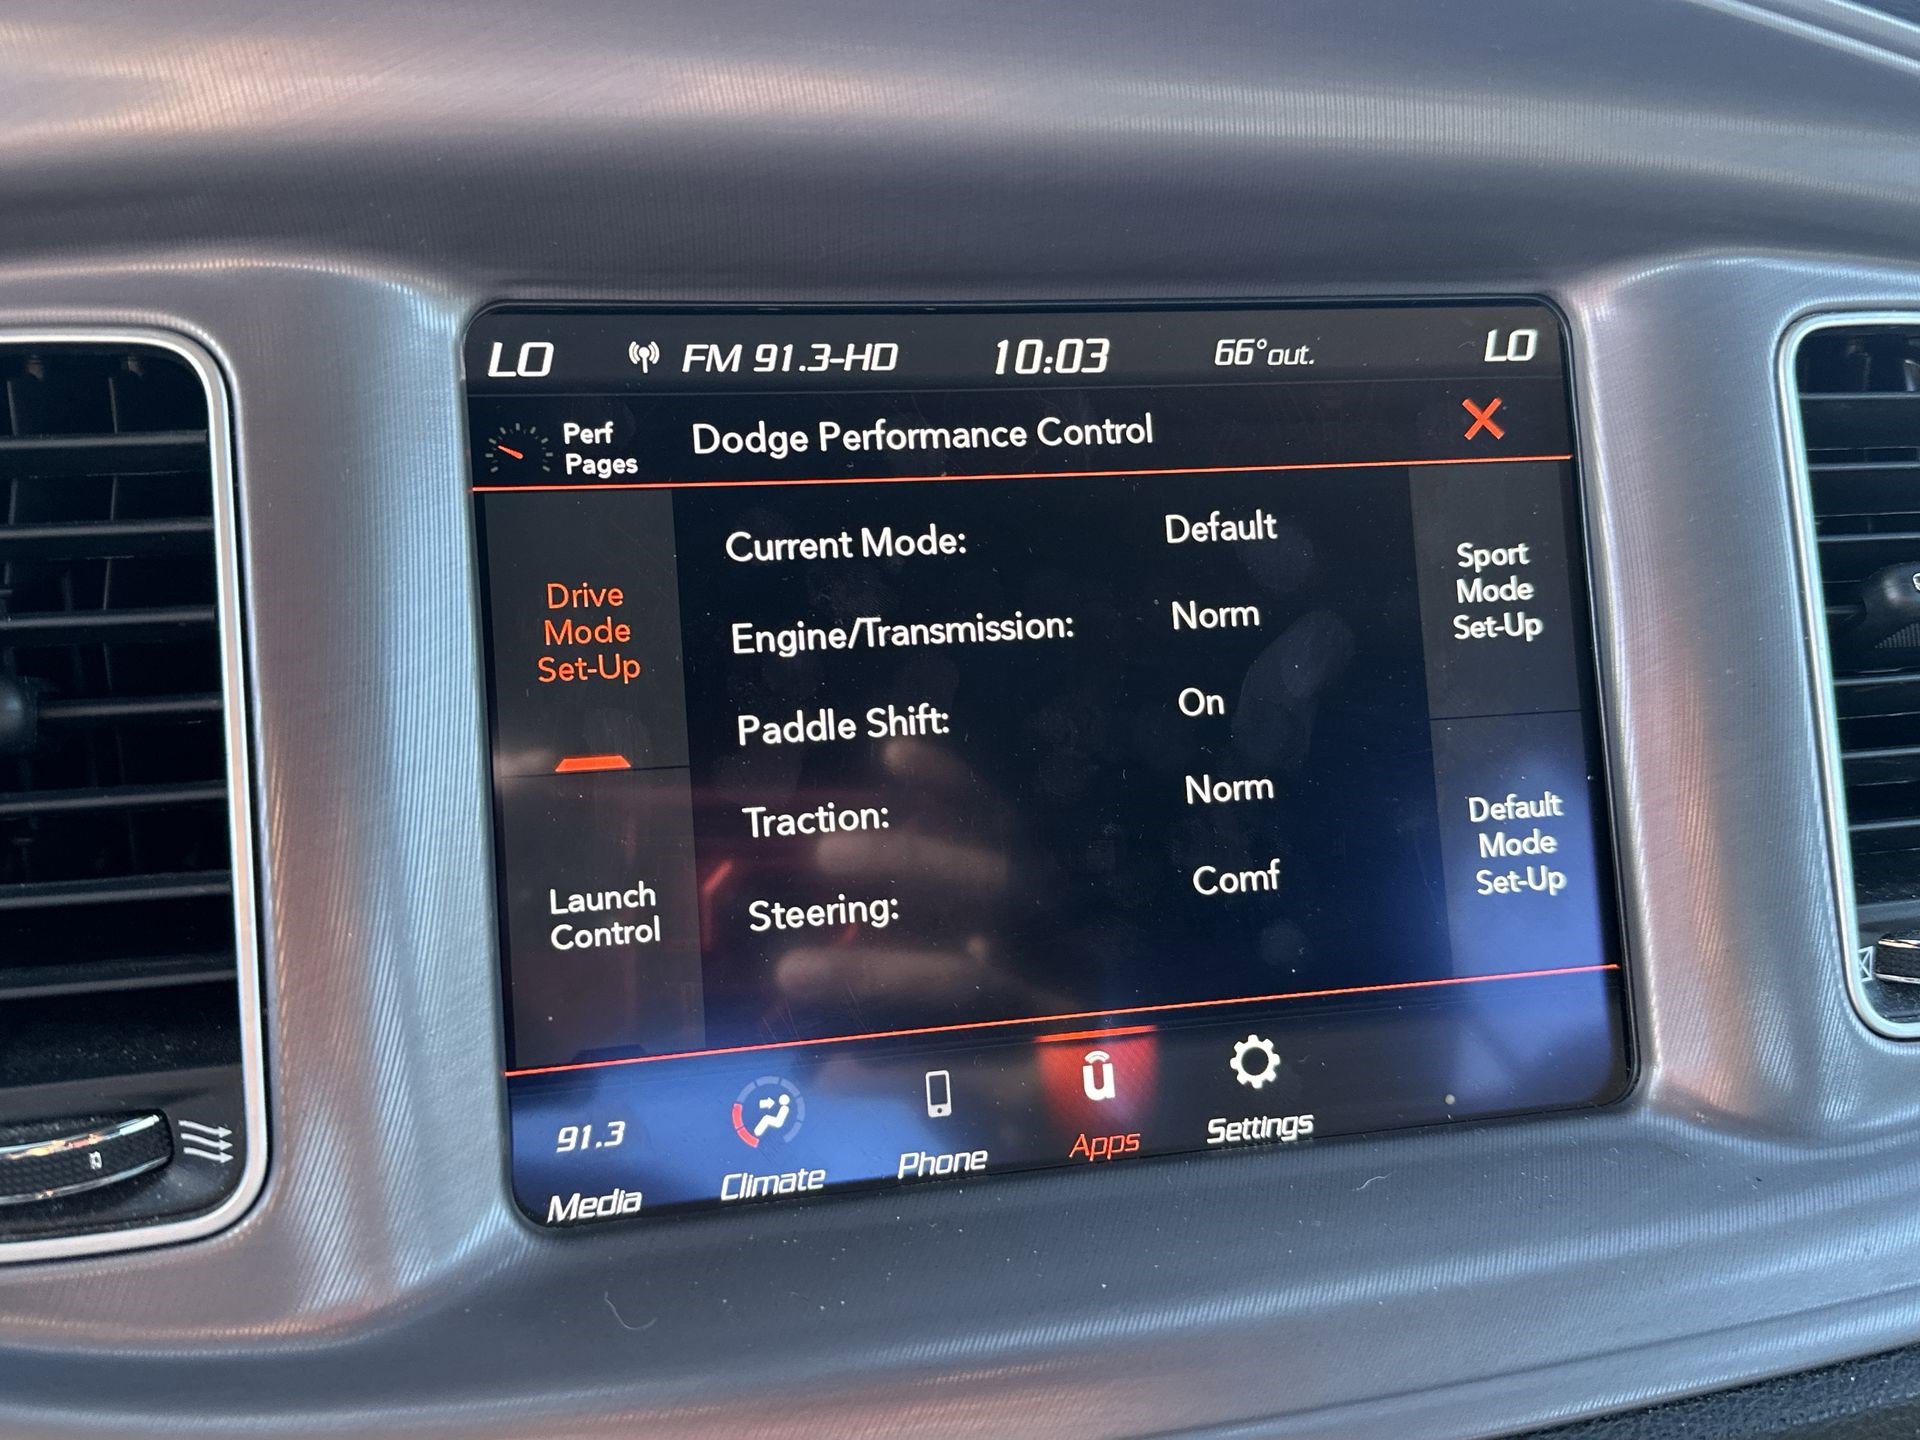 LO FM 91.3-HD 10:03 66°out. LO
Perf
Pages
Dodge Performance Control
Drive
Mode
Set-Up
Launch
Control
Current Mode: Default
Engine/Transmission: Norm
Paddle Shift: On
Traction: Norm
Steering: Comf
Sport
Mode
Set-Up
Default
Mode
Set-Up
91.3
Media
Climate
Phone
Apps
Settings